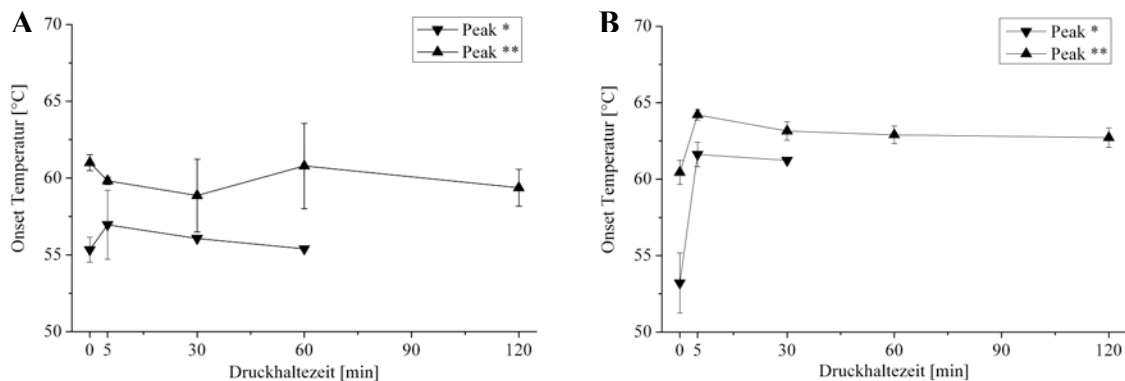 A
Peak *
Peak **
Onset Temperatur [°C]
70
65
60
55
50
0 5 30 60 90 120
Druckhaltezeit [min]
B
Peak *
Peak **
Onset Temperatur [°C]
70
65
60
55
50
0 5 30 60 90 120
Druckhaltezeit [min]